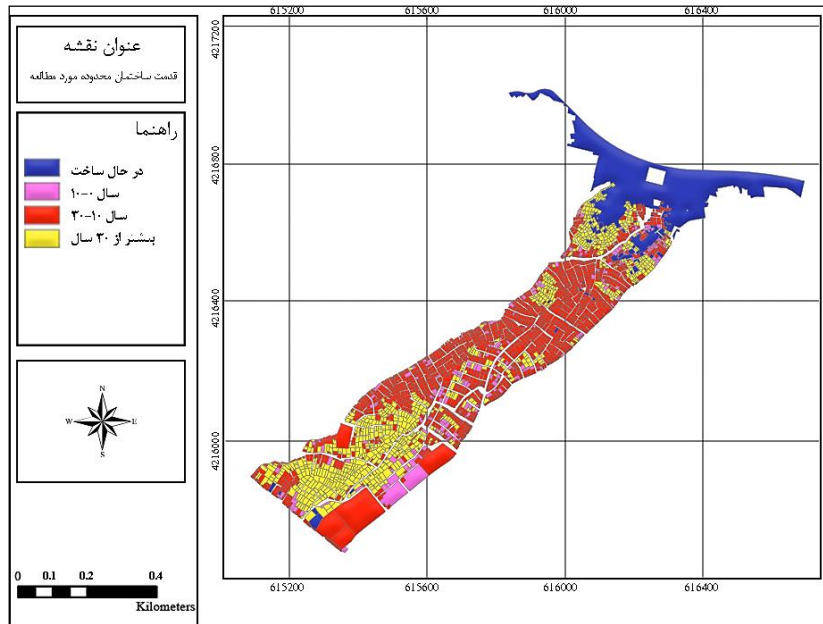 عنوان نقشه
قدمت ساختمان محدوده مورد مطالعه
راهنما
در حال ساخت
سال ۰-۱۰
سال ۱۰-۳۰
بیشتر از ۳۰ سال
N
W E
S
0 0.1 0.2 0.4
Kilometers
615200 615600 616000 616400
4217200
4216800
4216400
4216000
615200 615600 616000 616400